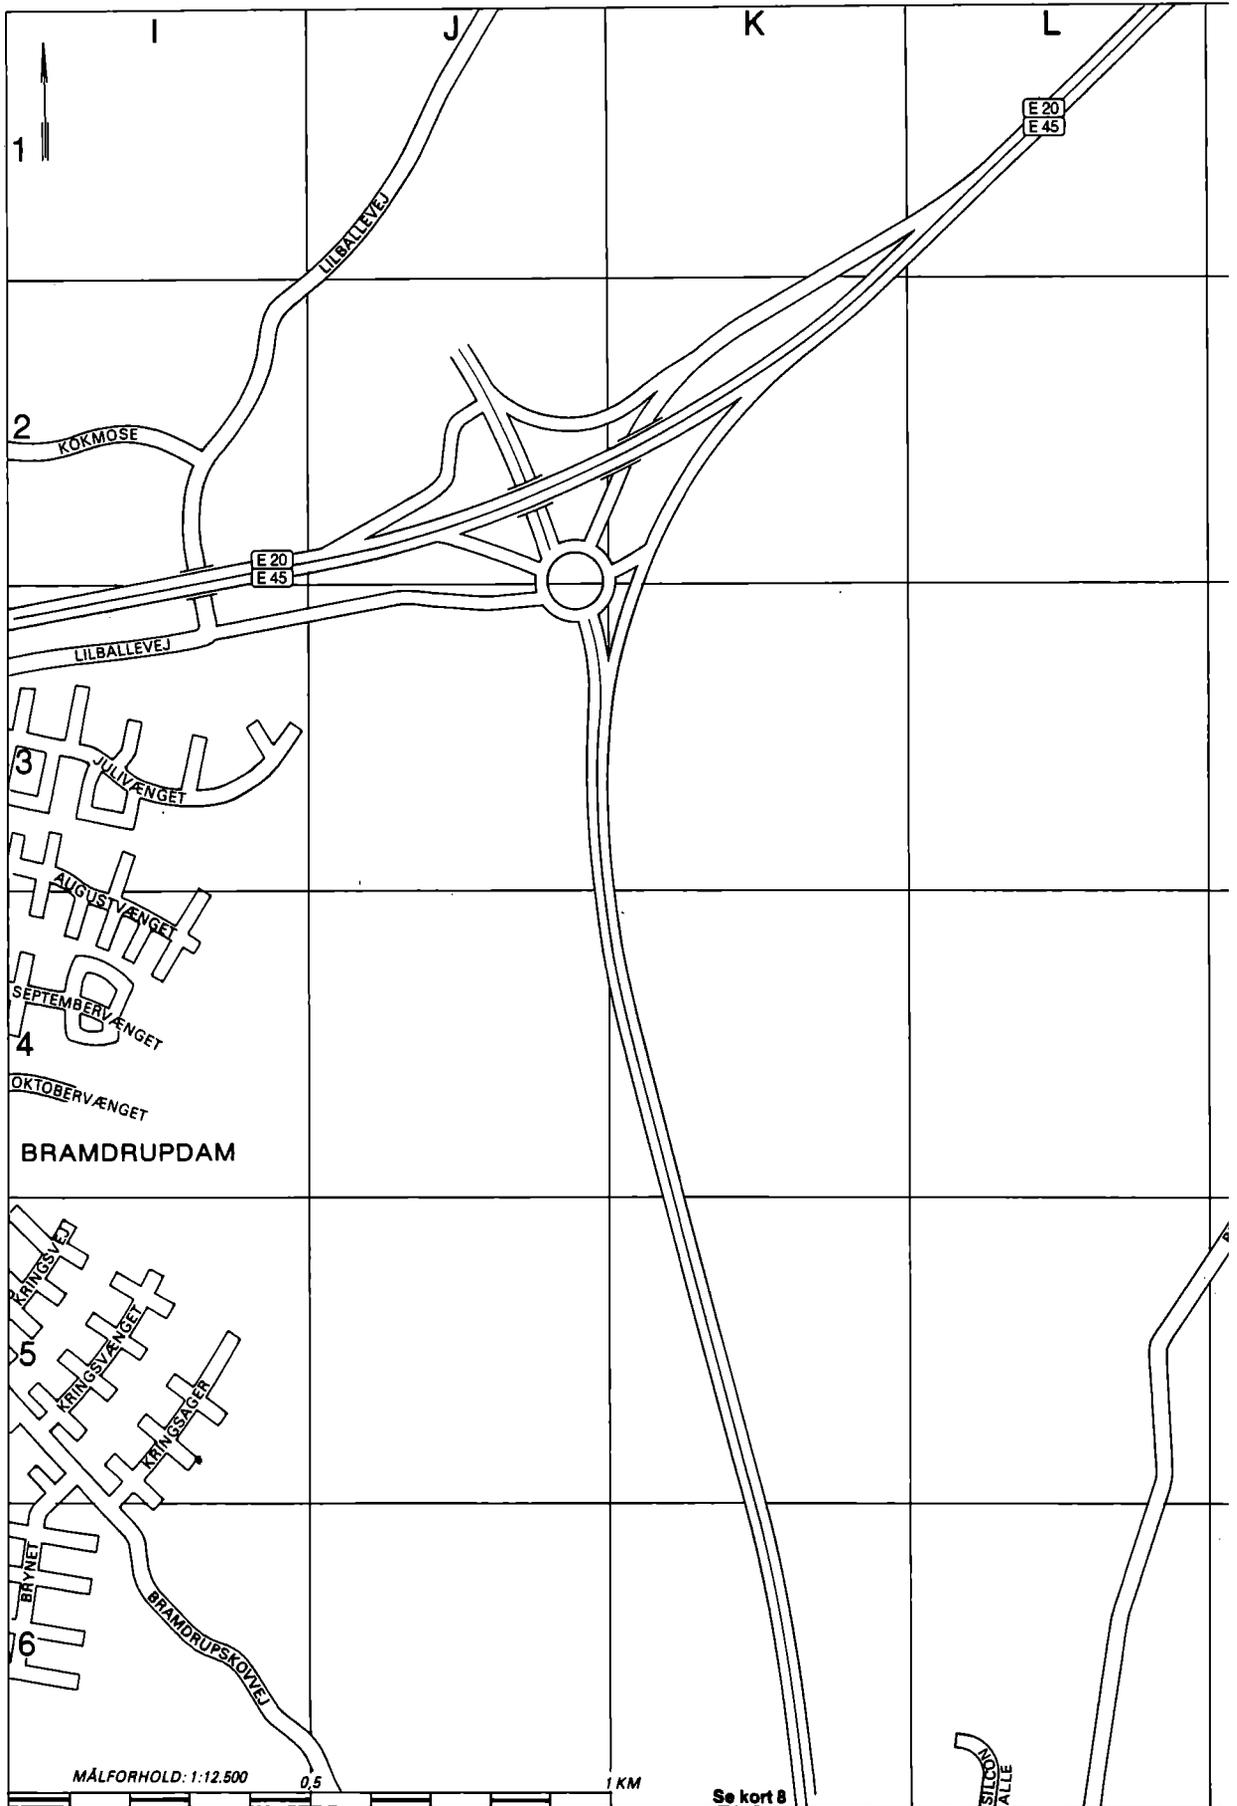 I J K L
1
E 20
E 45
LILBALLEVEJ
2
KOKMOSE
E 20
E 45
LILBALLEVEJ
3
JULIVÆNGET
AUGUSTVÆNGET
SEPTEMBERVÆNGET
4
OKTOBERVÆNGET
BRAMDRUPDAM
KRINGSVEJ
5
KRINGSVÆNGET
KRINGSAGER
BRYNET
6
BRAMDRUPSKOVVEJ
MÅLFORHOLD: 1:12.500
0,5
1 KM
Se kort 8
SILCON
ALLE